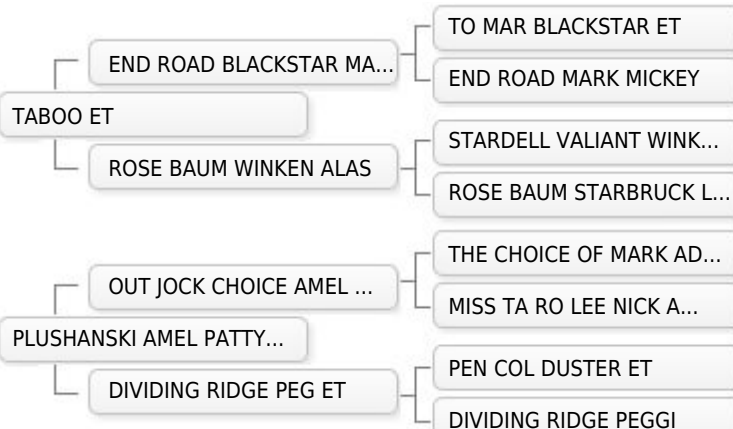 TO MAR BLACKSTAR ET
END ROAD BLACKSTAR MA...
END ROAD MARK MICKEY
TABOO ET
STARDELL VALIANT WINK...
ROSE BAUM WINKEN ALAS
ROSE BAUM STARBRUCK L...
THE CHOICE OF MARK AD...
OUT JOCK CHOICE AMEL ...
MISS TA RO LEE NICK A...
PLUSHANSKI AMEL PATTY...
PEN COL DUSTER ET
DIVIDING RIDGE PEG ET
DIVIDING RIDGE PEGGI